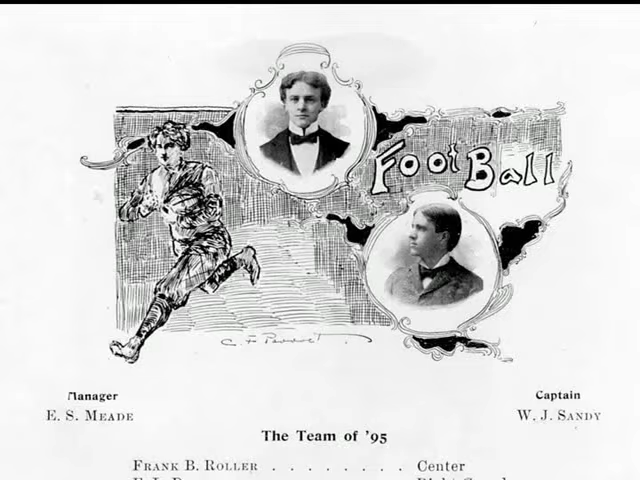 Foot Ball
Manager
E. S. MEADE
Captain
W. J. SANDY
The Team of '95
FRANK B. ROLLER . . . . . . . . Center